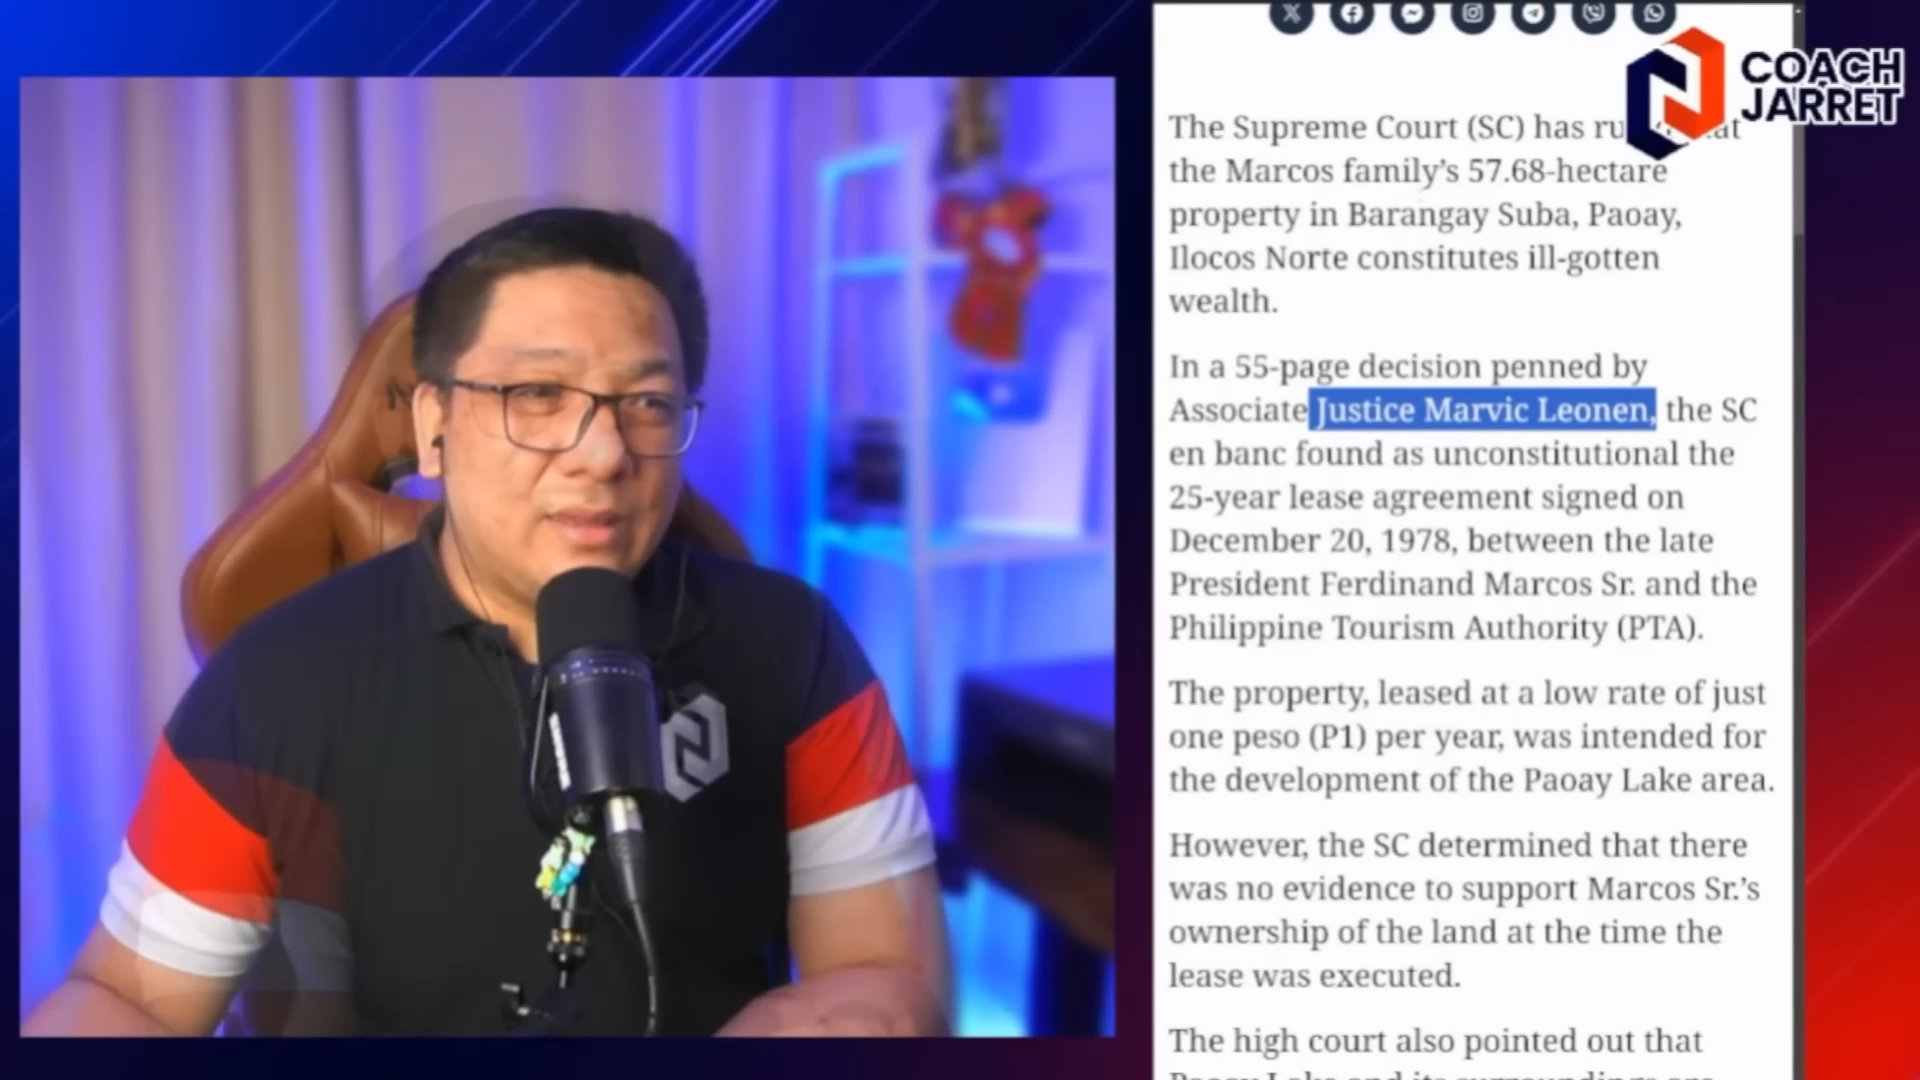 COACH
JARRET
The Supreme Court (SC) has
the Marcos family's 57.68-hectare
property in Barangay Suba, Paoay,
Ilocos Norte constitutes ill-gotten
wealth.
In a 55-page decision penned by
Associate Justice Marvic Leonen, the SC
en banc found as unconstitutional the
25-year lease agreement signed on
December 20, 1978, between the late
President Ferdinand Marcos Sr. and the
Philippine Tourism Authority (PTA).
The property, leased at a low rate of just
one peso (P1) per year, was intended for
the development of the Paoay Lake area.
However, the SC determined that there
was no evidence to support Marcos Sr.'s
ownership of the land at the time the
lease was executed.
The high court also pointed out that